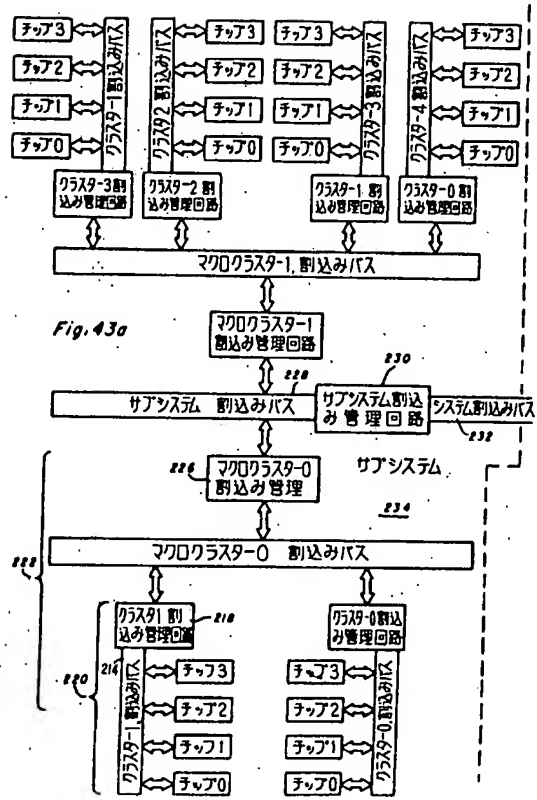 チップ3
チップ2
チップ1
チップ0
クラスター1割込みバス
クラスター3割
込み管理回路
クラスター2割込みバス
チップ3
チップ2
チップ1
チップ0
クラスター2 割
込み管理回路
チップ3
チップ2
チップ1
チップ0
クラスター3割込みバス
クラスター1 割
込み管理回路
クラスター4割込みバス
チップ3
チップ2
チップ1
チップ0
クラスター0 割
込み管理回路
マクロクラスター1,割込みバス
Fig.43a
マクロクラスター1
割込み管理回路
228
サブシステム 割込みバス
230
サブシステム割込
み管理回路
システム割込みバス
232
226
マクロクラスター0
割込み管理
サブシステム
234
マクロクラスター0 割込みバス
222
クラスタ1 割
込み管理回路
218
220
214
クラスター1,割込みバス
チップ3
チップ2
チップ1
チップ0
クラスター0割込
み管理回路
チップ3
チップ2
チップ1
チップ0
クラスター0,割込みバス